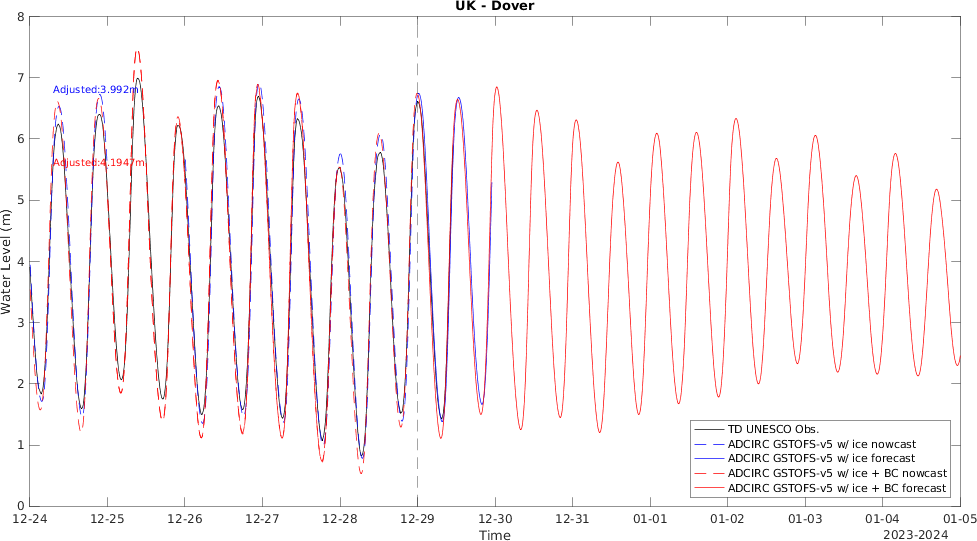 UK - Dover
8
7
6
5
4
3
2
1
0
Water Level (m)
Adjusted:3.992m
Adjusted:4.1947m
TD UNESCO Obs.
ADCIRC GSTOFS-v5 w/ ice nowcast
ADCIRC GSTOFS-v5 w/ ice forecast
ADCIRC GSTOFS-v5 w/ ice + BC nowcast
ADCIRC GSTOFS-v5 w/ ice + BC forecast
12-24 12-25 12-26 12-27 12-28 12-29 12-30 12-31 01-01 01-02 01-03 01-04 01-05
Time
2023-2024